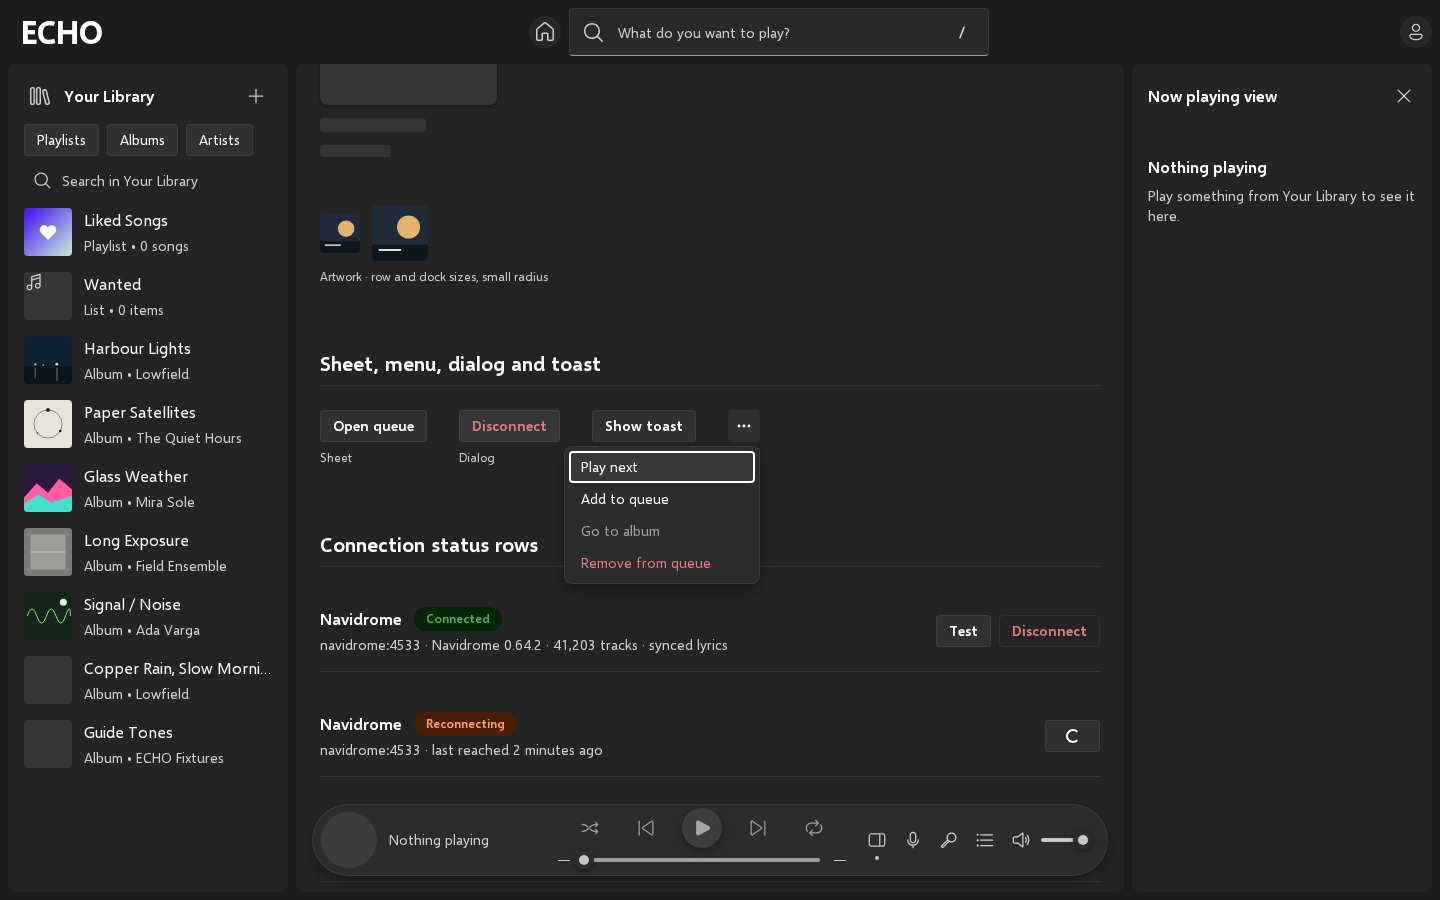 ECHO
What do you want to play?
/
Your Library
Playlists
Albums
Artists
Search in Your Library
Liked Songs
Playlist • 0 songs
Wanted
List • 0 items
Harbour Lights
Album • Lowfield
Paper Satellites
Album • The Quiet Hours
Glass Weather
Album • Mira Sole
Long Exposure
Album • Field Ensemble
Signal / Noise
Album • Ada Varga
Copper Rain, Slow Morni...
Album • Lowfield
Guide Tones
Album • ECHO Fixtures
Artwork · row and dock sizes, small radius
Sheet, menu, dialog and toast
Open queue
Disconnect
Show toast
Sheet
Dialog
Play next
Add to queue
Go to album
Remove from queue
Connection status rows
Navidrome
Connected
navidrome:4533 · Navidrome 0.64.2 · 41,203 tracks · synced lyrics
Test
Disconnect
Navidrome
Reconnecting
navidrome:4533 · last reached 2 minutes ago
Nothing playing
Now playing view
Nothing playing
Play something from Your Library to see it
here.